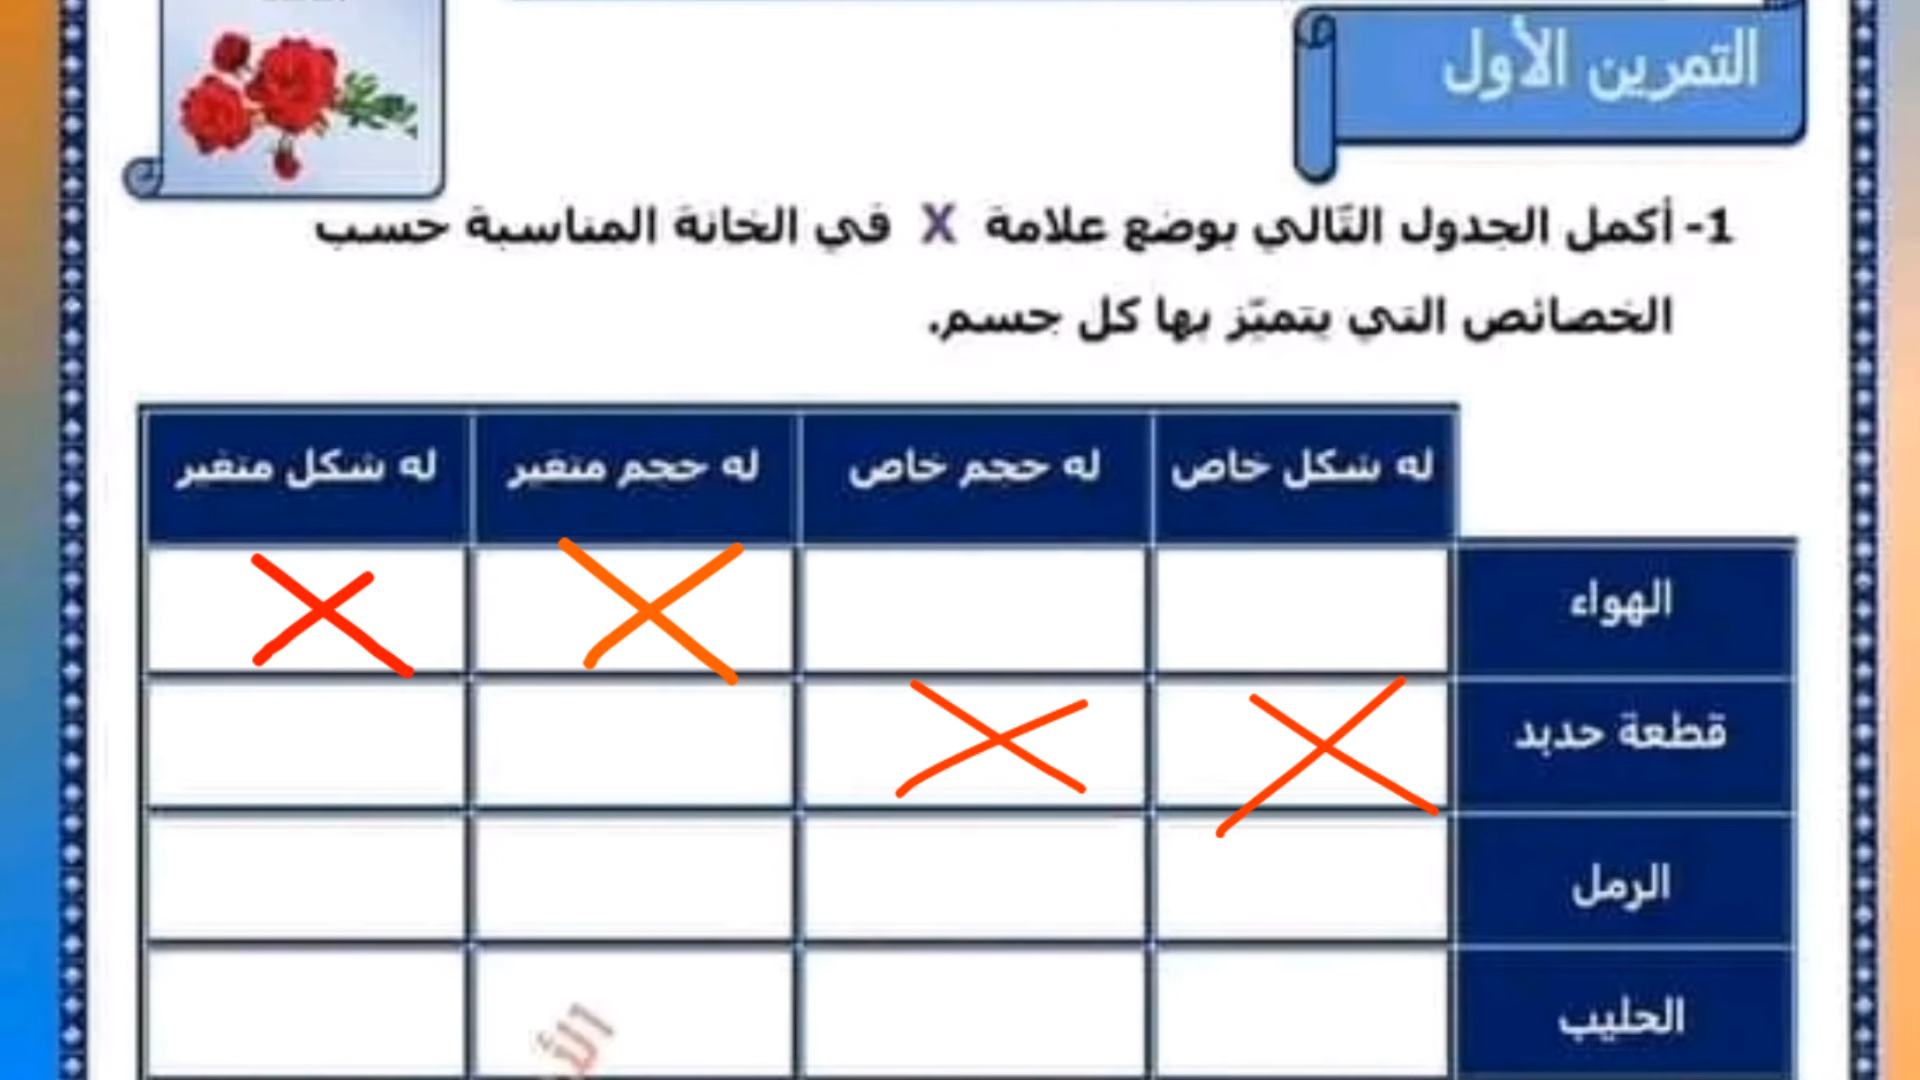 التمرين الأول
1- أكمل الجدول التّالي بوضع علامة X في الخانة المناسبة حسب
الخصائص التي يتميّز بها كل جسم.
له شكل خاص
له حجم خاص
له حجم متغير
له شكل متغير
الهواء
X
X
قطعة حديد
X
X
الرمل
الحليب